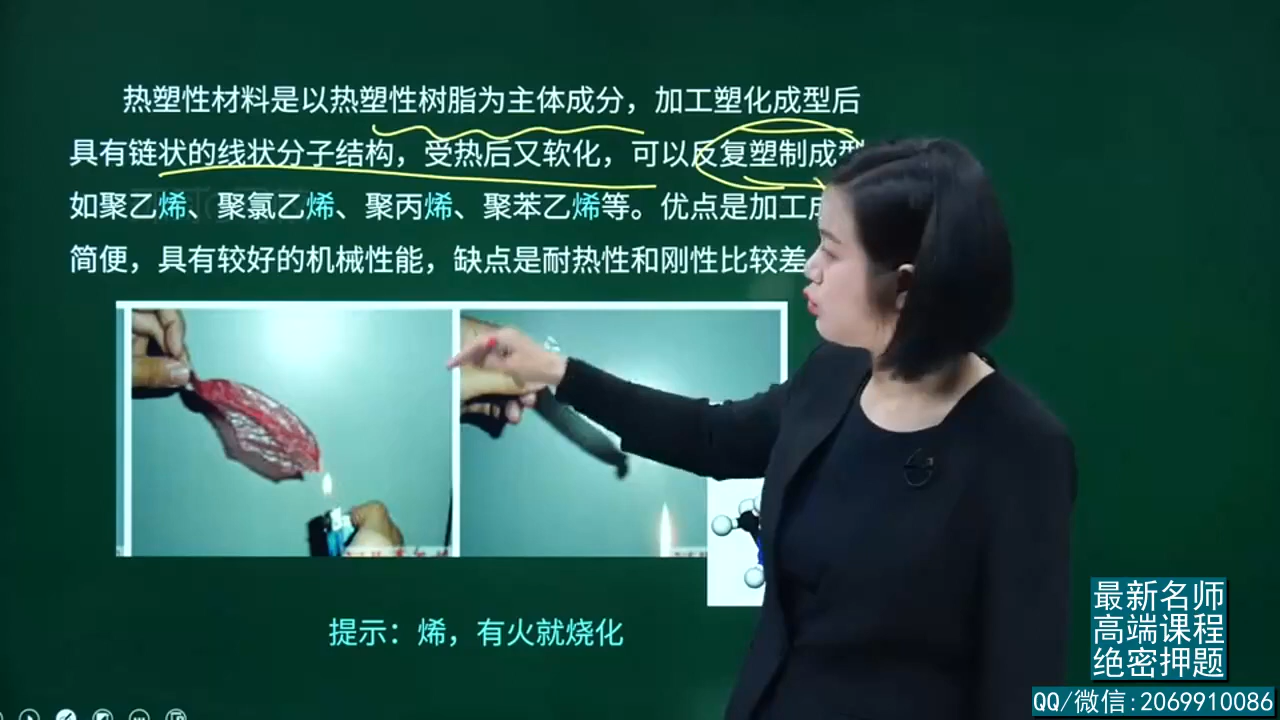 热塑性材料是以热塑性树脂为主体成分，加工塑化成型后
具有链状的线状分子结构，受热后又软化，可以反复塑制成型
如聚乙烯、聚氯乙烯、聚丙烯、聚苯乙烯等。优点是加工成
简便，具有较好的机械性能，缺点是耐热性和刚性比较差
提示：烯，有火就烧化
最新名师
高端课程
绝密押题
QQ/微信:2069910086